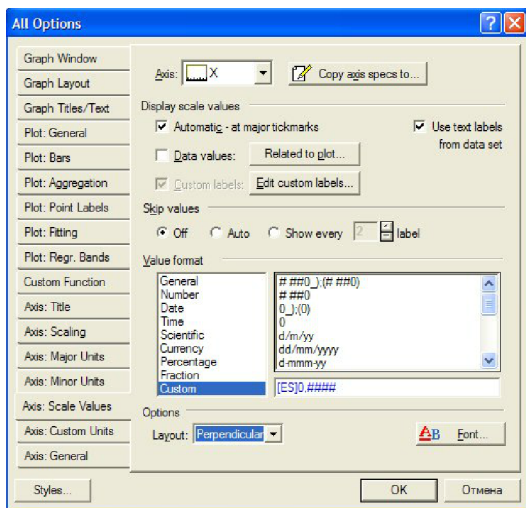 All Options
Graph Window
Graph Layout
Graph Titles/Text
Plot: General
Plot: Bars
Plot: Aggregation
Plot: Point Labels
Plot: Fitting
Plot: Regr. Bands
Custom Function
Axis: Title
Axis: Scaling
Axis: Major Units
Axis: Minor Units
Axis: Scale Values
Axis: Custom Units
Axis: General
Styles...
Axis: X Copy axis specs to...
Display scale values
Automatic - at major tickmarks
Use text labels
from data set
Data values: Related to plot...
Custom labels: Edit custom labels...
Skip values
Off Auto Show every 2 label
Value format
General
Number
Date
Time
Scientific
Currency
Percentage
Fraction
Custom
# ##0_);(# ##0)
# ##0
0_);(0)
0
d/m/yy
dd/mm/yyyy
d-mmm-yy
[ES]0,####
Options
Layout: Perpendicular
AB Font...
OK Отмена